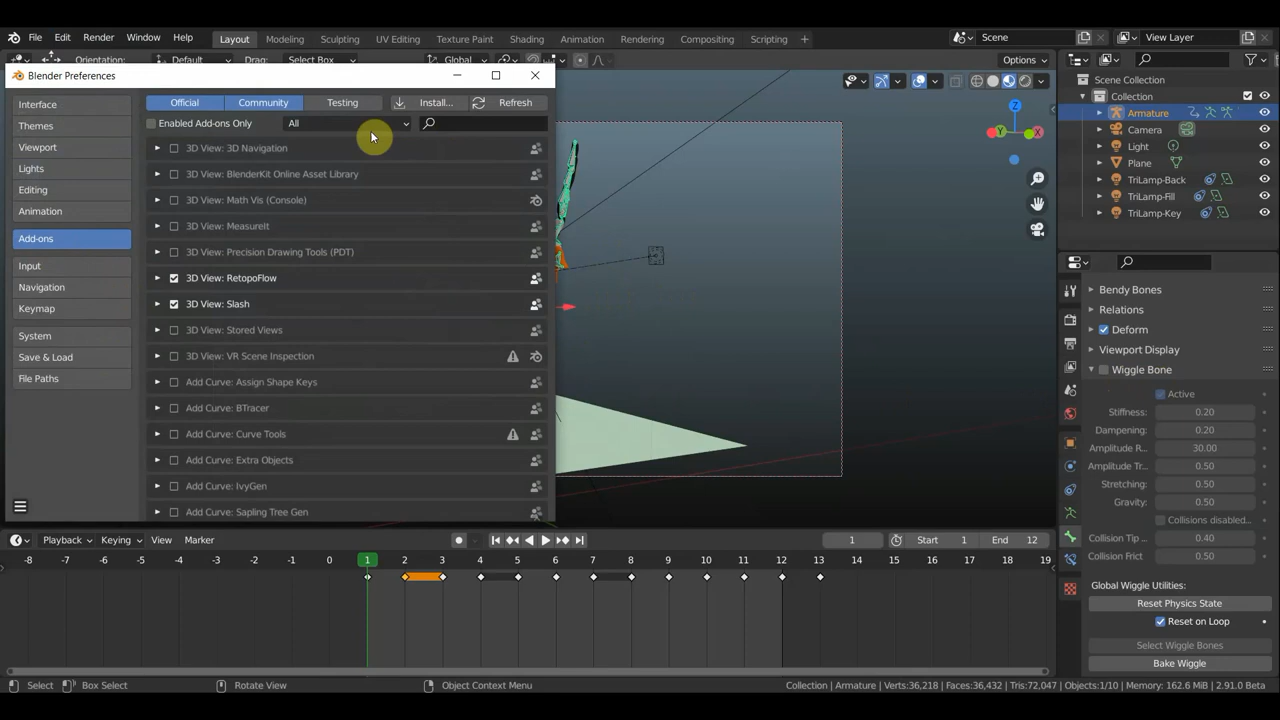 File Edit Render Window Help Layout Modeling Sculpting UV Editing Texture Paint Shading Animation Rendering Compositing Scripting + Scene View Layer
Orientation: Default Drag: Select Box Global Options
Blender Preferences
Interface
Themes
Viewport
Lights
Editing
Animation
Add-ons
Input
Navigation
Keymap
System
Save & Load
File Paths
Official Community Testing Install... Refresh
Enabled Add-ons Only All
3D View: 3D Navigation
3D View: BlenderKit Online Asset Library
3D View: Math Vis (Console)
3D View: MeasureIt
3D View: Precision Drawing Tools (PDT)
3D View: RetopoFlow
3D View: Slash
3D View: Stored Views
3D View: VR Scene Inspection
Add Curve: Assign Shape Keys
Add Curve: BTracer
Add Curve: Curve Tools
Add Curve: Extra Objects
Add Curve: IvyGen
Add Curve: Sapling Tree Gen
Z
Y
X
Scene Collection
Collection
Armature
Camera
Light
Plane
TriLamp-Back
TriLamp-Fill
TriLamp-Key
Bendy Bones
Relations
Deform
Viewport Display
Wiggle Bone
Active
Stiffness: 0.20
Dampening: 0.20
Amplitude R... 30.00
Amplitude Tr... 0.50
Stretching: 0.50
Gravity: 0.50
Collisions disabled...
Collision Tip ... 0.40
Collision Frict 0.50
Global Wiggle Utilities:
Reset Physics State
Reset on Loop
Select Wiggle Bones
Bake Wiggle
Playback Keying View Marker 1 Start 1 End 12
-8 -7 -6 -5 -4 -3 -2 -1 0 1 2 3 4 5 6 7 8 9 10 11 12 13 14 15 16 17 18 19
Select Box Select Rotate View Object Context Menu Collection | Armature | Verts:36,218 | Faces:36,432 | Tris:72,047 | Objects:1/10 | Memory: 162.6 MiB | 2.91.0 Beta